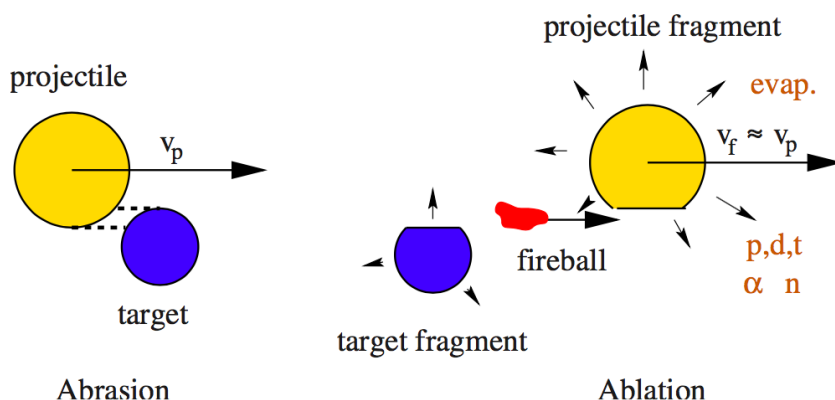 projectile
v_p
target
Abrasion
projectile fragment
evap.
v_f ≈ v_p
fireball
p,d,t
α n
target fragment
Ablation